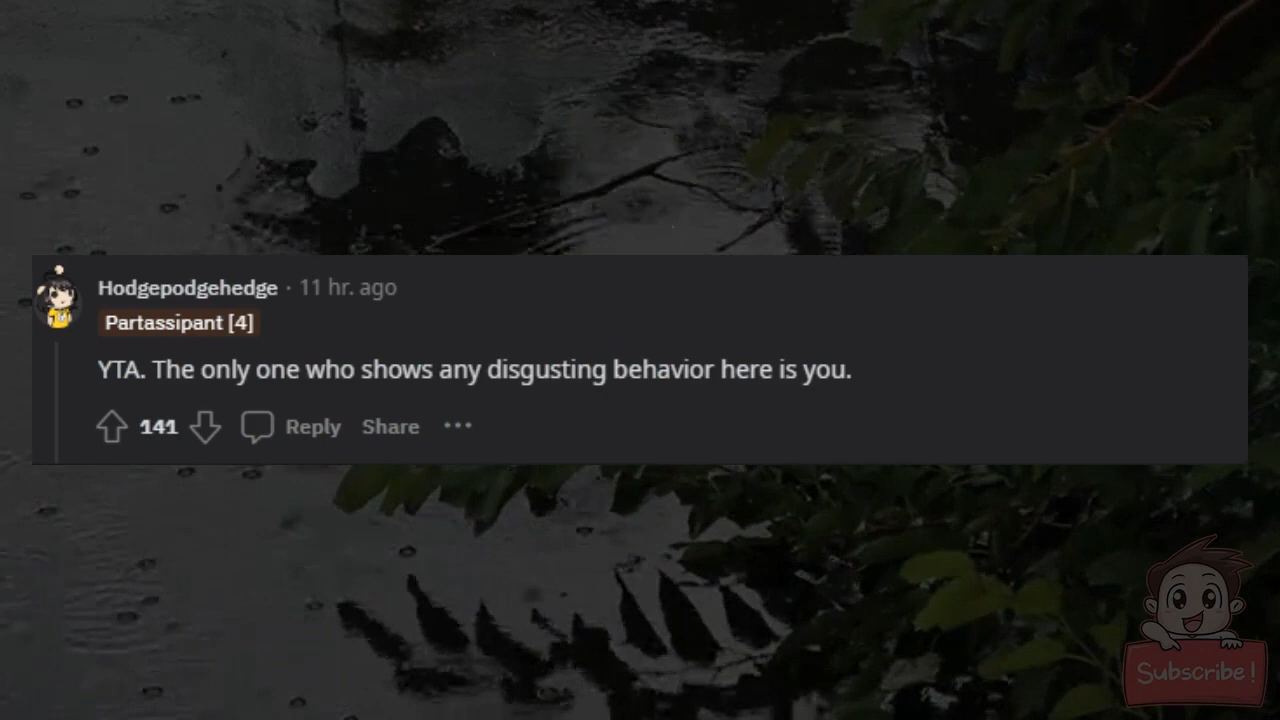 Hodgepodgehedge · 11 hr. ago
Partassipant [4]
YTA. The only one who shows any disgusting behavior here is you.
141 Reply Share ···
Subscribe!